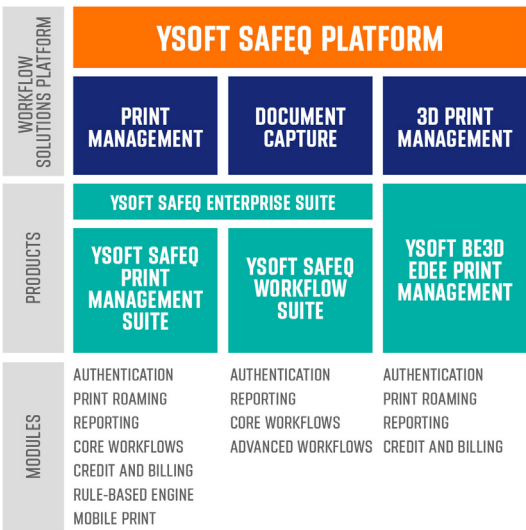 WORKFLOW
SOLUTIONS PLATFORM
YSOFT SAFEQ PLATFORM
PRINT
MANAGEMENT
DOCUMENT
CAPTURE
3D PRINT
MANAGEMENT
PRODUCTS
YSOFT SAFEQ ENTERPRISE SUITE
YSOFT SAFEQ
PRINT
MANAGEMENT
SUITE
YSOFT SAFEQ
WORKFLOW
SUITE
YSOFT BE3D
EDEE PRINT
MANAGEMENT
MODULES
AUTHENTICATION
PRINT ROAMING
REPORTING
CORE WORKFLOWS
CREDIT AND BILLING
RULE-BASED ENGINE
MOBILE PRINT
AUTHENTICATION
REPORTING
CORE WORKFLOWS
ADVANCED WORKFLOWS
AUTHENTICATION
PRINT ROAMING
REPORTING
CREDIT AND BILLING